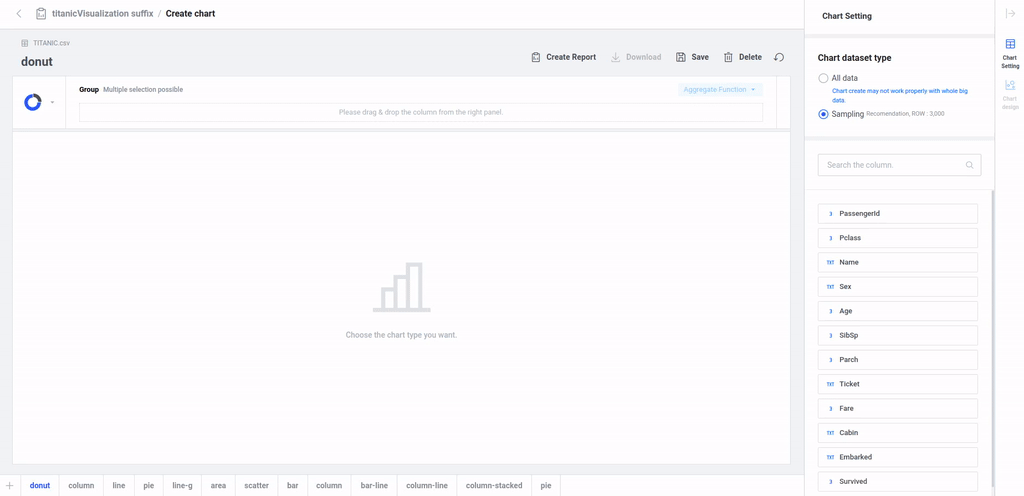 titanicVisualization suffix / Create chart
Chart Setting
TITANIC.csv
donut
Create Report
Download
Save
Delete
Group Multiple selection possible
Aggregate Function
Please drag & drop the column from the right panel.
Choose the chart type you want.
Chart dataset type
All data
Chart create may not work properly with whole big
data.
Sampling Recomendation, ROW : 3,000
Search the column.
3 PassengerId
3 Pclass
TXT Name
TXT Sex
3 Age
3 SibSp
3 Parch
TXT Ticket
3 Fare
TXT Cabin
TXT Embarked
3 Survived
Chart
Setting
Chart
design
donut column line pie line-g area scatter bar column bar-line column-line column-stacked pie